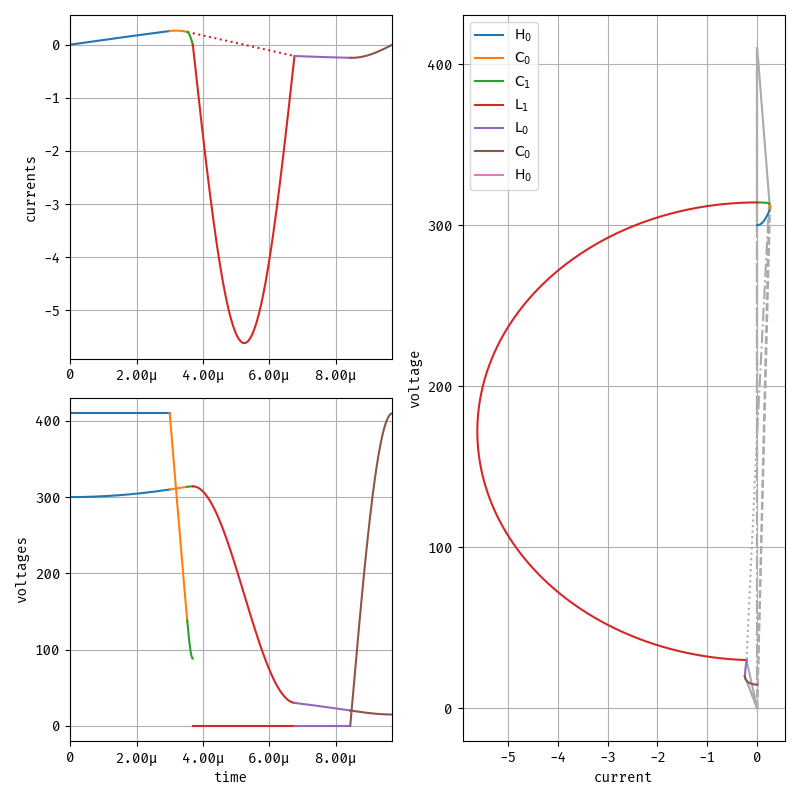 0
-1
-2
-3
-4
-5
currents
0
2.00μ
4.00μ
6.00μ
8.00μ
400
300
200
100
0
voltages
0
2.00μ
4.00μ
6.00μ
8.00μ
time
H₀
C₀
C₁
L₁
L₀
C₀
H₀
400
300
200
100
0
voltage
-5
-4
-3
-2
-1
0
current